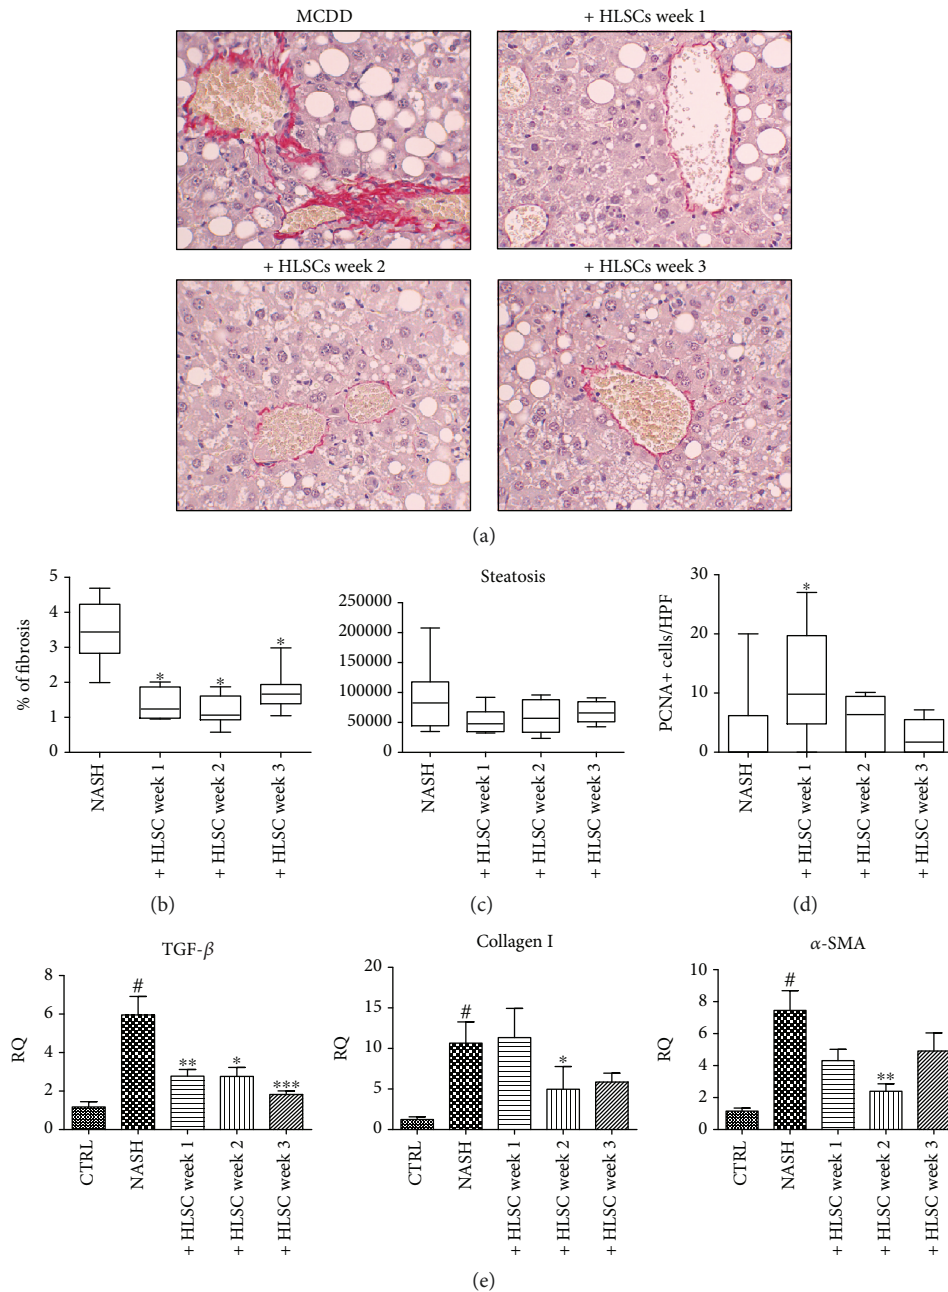 MCDD
+ HLSCs week 1
+ HLSCs week 2
+ HLSCs week 3
(a)
% of fibrosis
5
4
3
2
1
0
*
*
*
NASH
+ HLSC week 1
+ HLSC week 2
+ HLSC week 3
(b)
Steatosis
250000
200000
150000
100000
50000
0
NASH
+ HLSC week 1
+ HLSC week 2
+ HLSC week 3
(c)
PCNA+ cells/HPF
30
20
10
0
*
NASH
+ HLSC week 1
+ HLSC week 2
+ HLSC week 3
(d)
TGF-β
RQ
8
6
4
2
0
#
**
*
***
CTRL
NASH
+ HLSC week 1
+ HLSC week 2
+ HLSC week 3
Collagen I
RQ
20
15
10
5
0
#
*
CTRL
NASH
+ HLSC week 1
+ HLSC week 2
+ HLSC week 3
α-SMA
RQ
10
8
6
4
2
0
#
**
CTRL
NASH
+ HLSC week 1
+ HLSC week 2
+ HLSC week 3
(e)